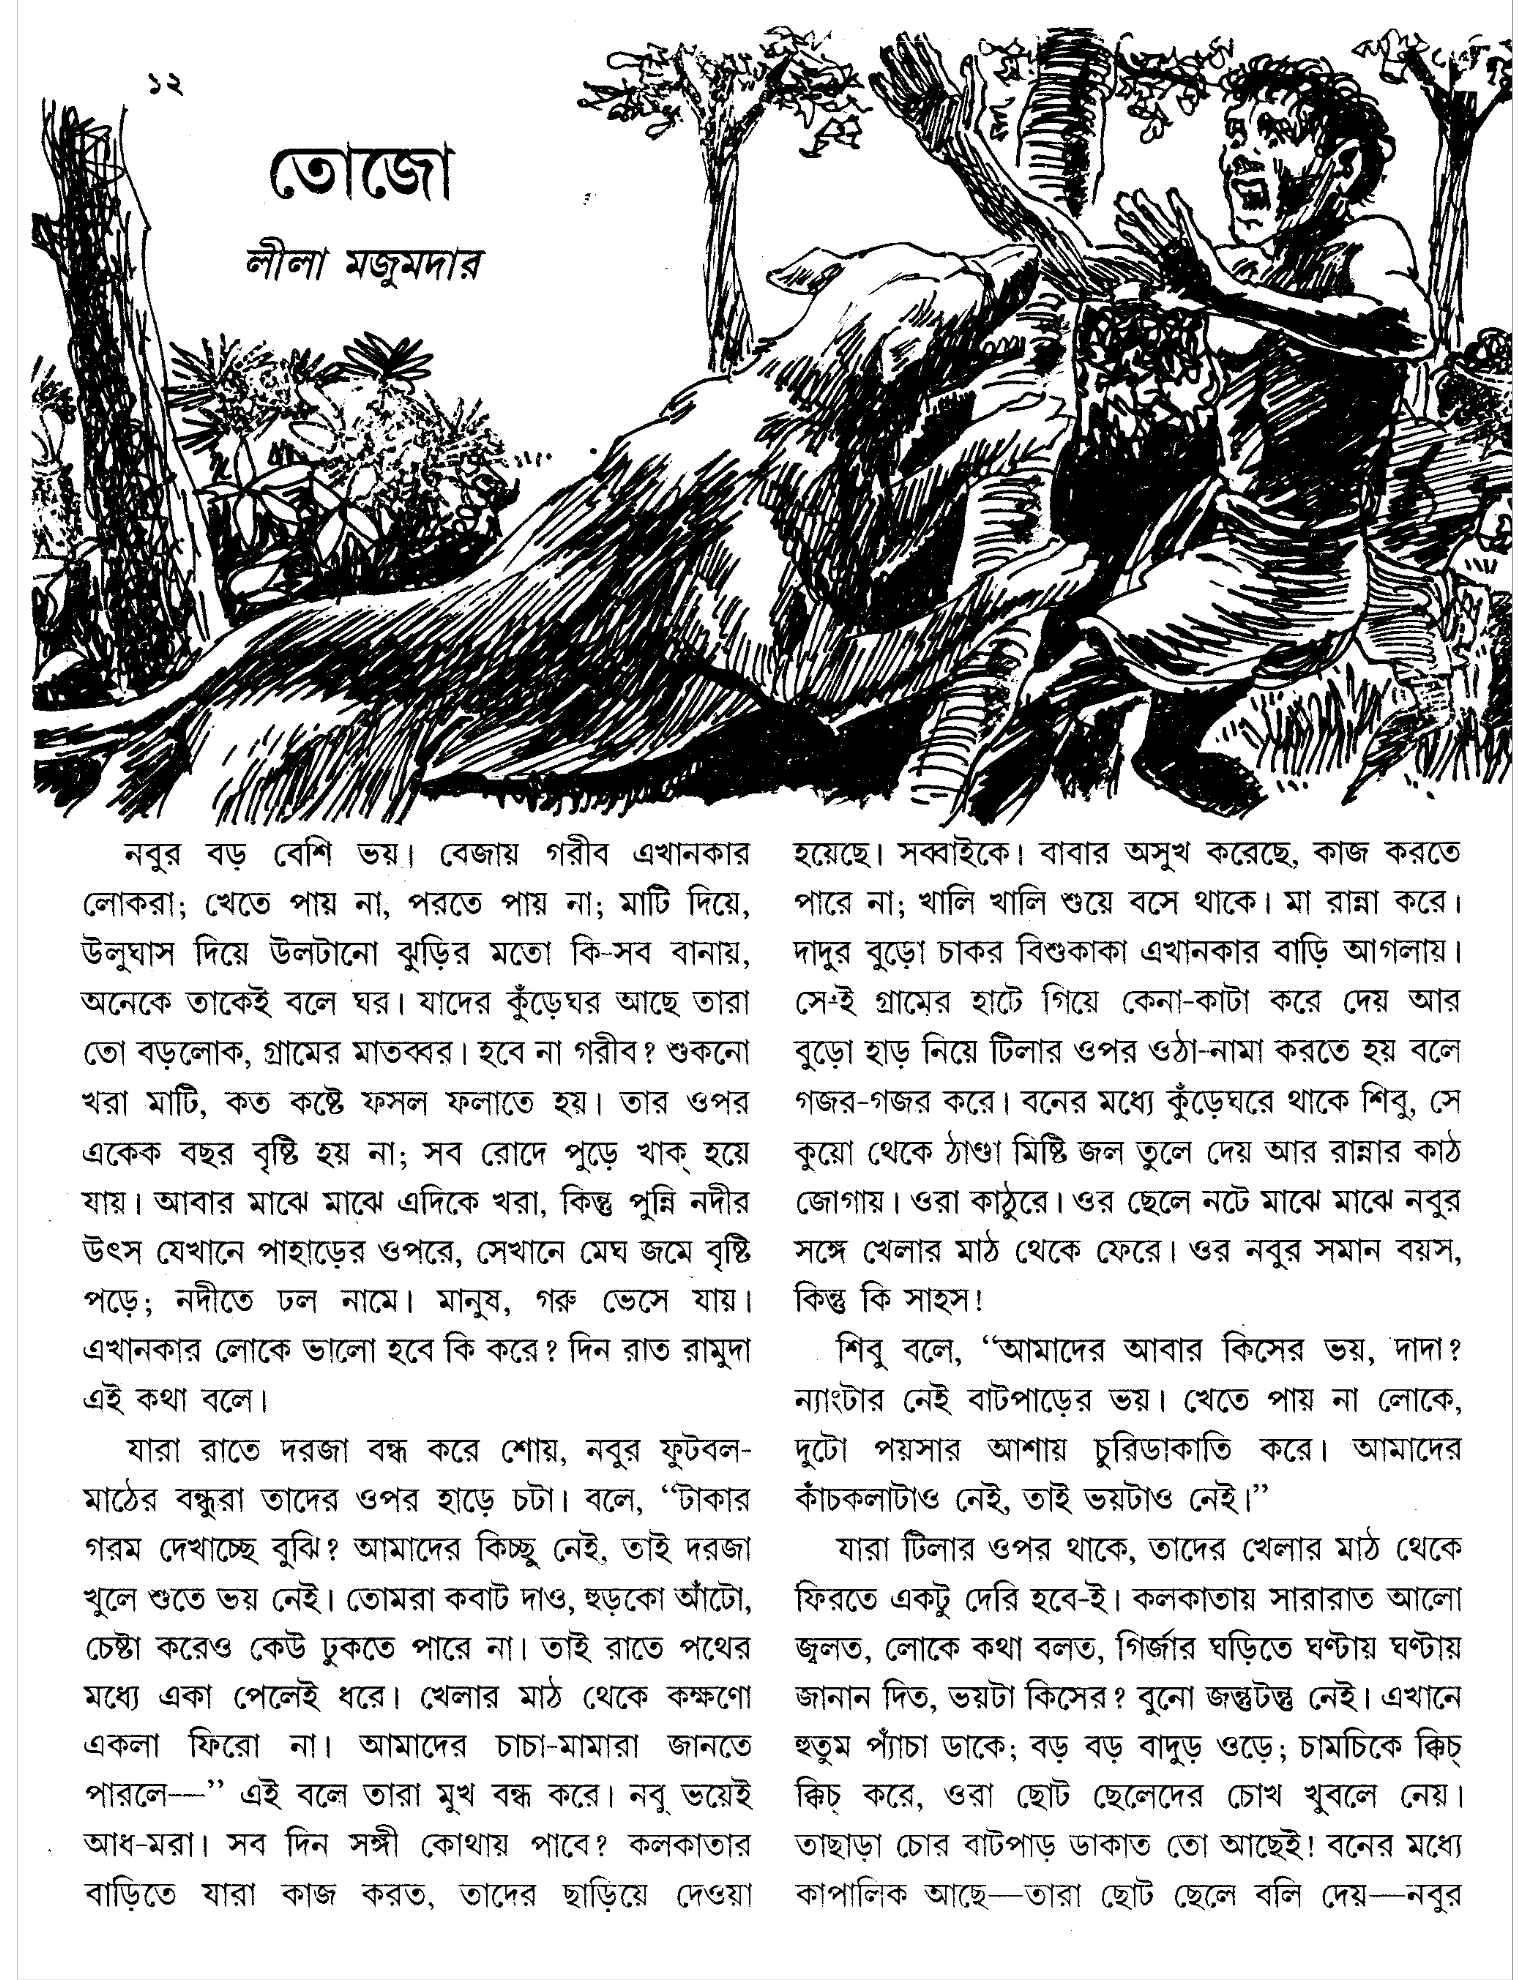 ১২
তোজো
লীলা মজুমদার
নবুর বড় বেশি ভয়। বেজায় গরীব এখানকার
লোকরা; খেতে পায় না, পরতে পায় না; মাটি দিয়ে,
উলুঘাস দিয়ে উলটানো ঝুড়ির মতো কি-সব বানায়,
অনেকে তাকেই বলে ঘর। যাদের কুঁড়েঘর আছে তারা
তো বড়লোক, গ্রামের মাতব্বর। হবে না গরীব? শুকনো
খরা মাটি, কত কষ্টে ফসল ফলাতে হয়। তার ওপর
একেক বছর বৃষ্টি হয় না; সব রোদে পুড়ে খাক্ হয়ে
যায়। আবার মাঝে মাঝে এদিকে খরা, কিন্তু পুন্নি নদীর
উৎস যেখানে পাহাড়ের ওপরে, সেখানে মেঘ জমে বৃষ্টি
পড়ে; নদীতে ঢল নামে। মানুষ, গরু ভেসে যায়।
এখানকার লোকে ভালো হবে কি করে? দিন রাত রামুদা
এই কথা বলে।
যারা রাতে দরজা বন্ধ করে শোয়, নবুর ফুটবল-
মাঠের বন্ধুরা তাদের ওপর হাড়ে চটা। বলে, “টাকার
গরম দেখাচ্ছে বুঝি? আমাদের কিচ্ছু নেই, তাই দরজা
খুলে শুতে ভয় নেই। তোমরা কবাট দাও, হুড়কো আঁটো,
চেষ্টা করেও কেউ ঢুকতে পারে না। তাই রাতে পথের
মধ্যে একা পেলেই ধরে। খেলার মাঠ থেকে কক্ষণো
একলা ফিরো না। আমাদের চাচা-মামারা জানতে
পারলে—” এই বলে তারা মুখ বন্ধ করে। নবু ভয়েই
আধ-মরা। সব দিন সঙ্গী কোথায় পাবে? কলকাতার
বাড়িতে যারা কাজ করত, তাদের ছাড়িয়ে দেওয়া
হয়েছে। সব্বাইকে। বাবার অসুখ করেছে, কাজ করতে
পারে না; খালি খালি শুয়ে বসে থাকে। মা রান্না করে।
দাদুর বুড়ো চাকর বিশুকাকা এখানকার বাড়ি আগলায়।
সে-ই গ্রামের হাটে গিয়ে কেনা-কাটা করে দেয় আর
বুড়ো হাড় নিয়ে টিলার ওপর ওঠা-নামা করতে হয় বলে
গজর-গজর করে। বনের মধ্যে কুঁড়েঘরে থাকে শিবু, সে
কুয়ো থেকে ঠাণ্ডা মিষ্টি জল তুলে দেয় আর রান্নার কাঠ
জোগায়। ওরা কাঠুরে। ওর ছেলে নটে মাঝে মাঝে নবুর
সঙ্গে খেলার মাঠ থেকে ফেরে। ওর নবুর সমান বয়স,
কিন্তু কি সাহস!
শিবু বলে, “আমাদের আবার কিসের ভয়, দাদা?
ন্যাংটার নেই বাটপাড়ের ভয়। খেতে পায় না লোকে,
দুটো পয়সার আশায় চুরিডাকাতি করে। আমাদের
কাঁচকলাটাও নেই, তাই ভয়টাও নেই।”
যারা টিলার ওপর থাকে, তাদের খেলার মাঠ থেকে
ফিরতে একটু দেরি হবে-ই। কলকাতায় সারারাত আলো
জ্বলত, লোকে কথা বলত, গির্জার ঘড়িতে ঘণ্টায় ঘণ্টায়
জানান দিত, ভয়টা কিসের? বুনো জন্তুটন্তু নেই। এখানে
হুতুম প্যাঁচা ডাকে; বড় বড় বাদুড় ওড়ে; চামচিকে ক্কিচ্
ক্কিচ্ করে, ওরা ছোট ছেলেদের চোখ খুবলে নেয়।
তাছাড়া চোর বাটপাড় ডাকাত তো আছেই! বনের মধ্যে
কাপালিক আছে—তারা ছোট ছেলে বলি দেয়—নবুর